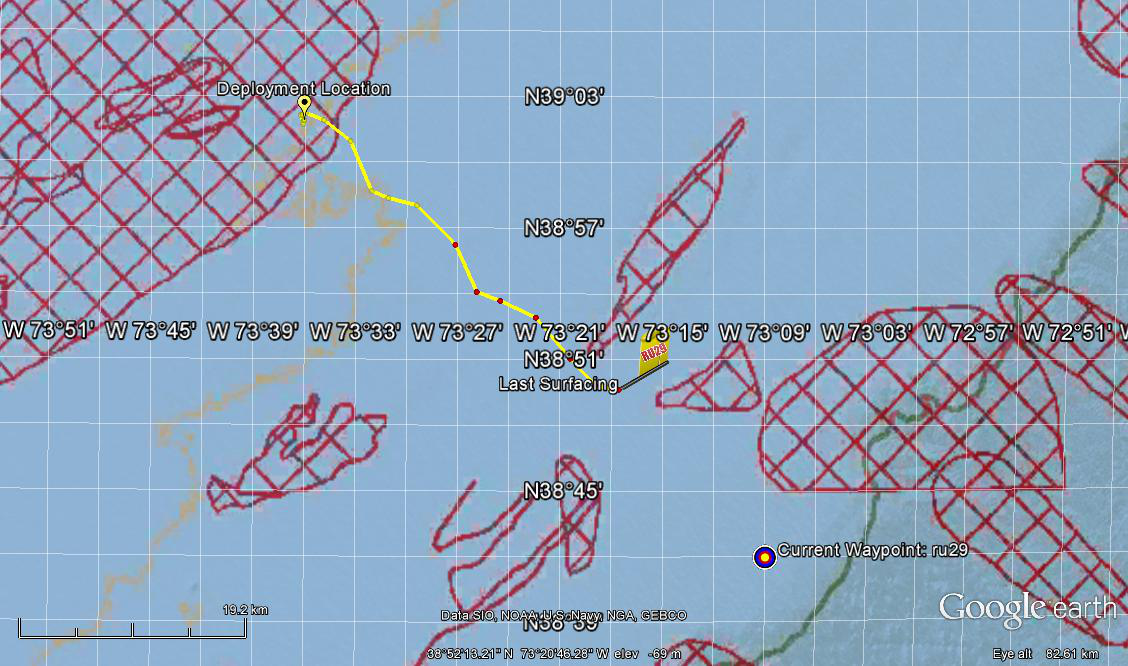 Deployment Location
N39°03'
N38°57'
W 73°51' W 73°45' W 73°39' W 73°33' W 73°27' W 73°21' W 73°15' W 73°09' W 73°03' W 72°57' W 72°51' W
RU29
N38°51'
Last Surfacing
N38°45'
Current Waypoint: ru29
19.2 km
Google earth
Data SIO, NOAA, U.S. Navy, NGA, GEBCO
N38°39'
38°52'13.21" N 73°20'46.28" W elev -69 m
Eye alt 82.61 km